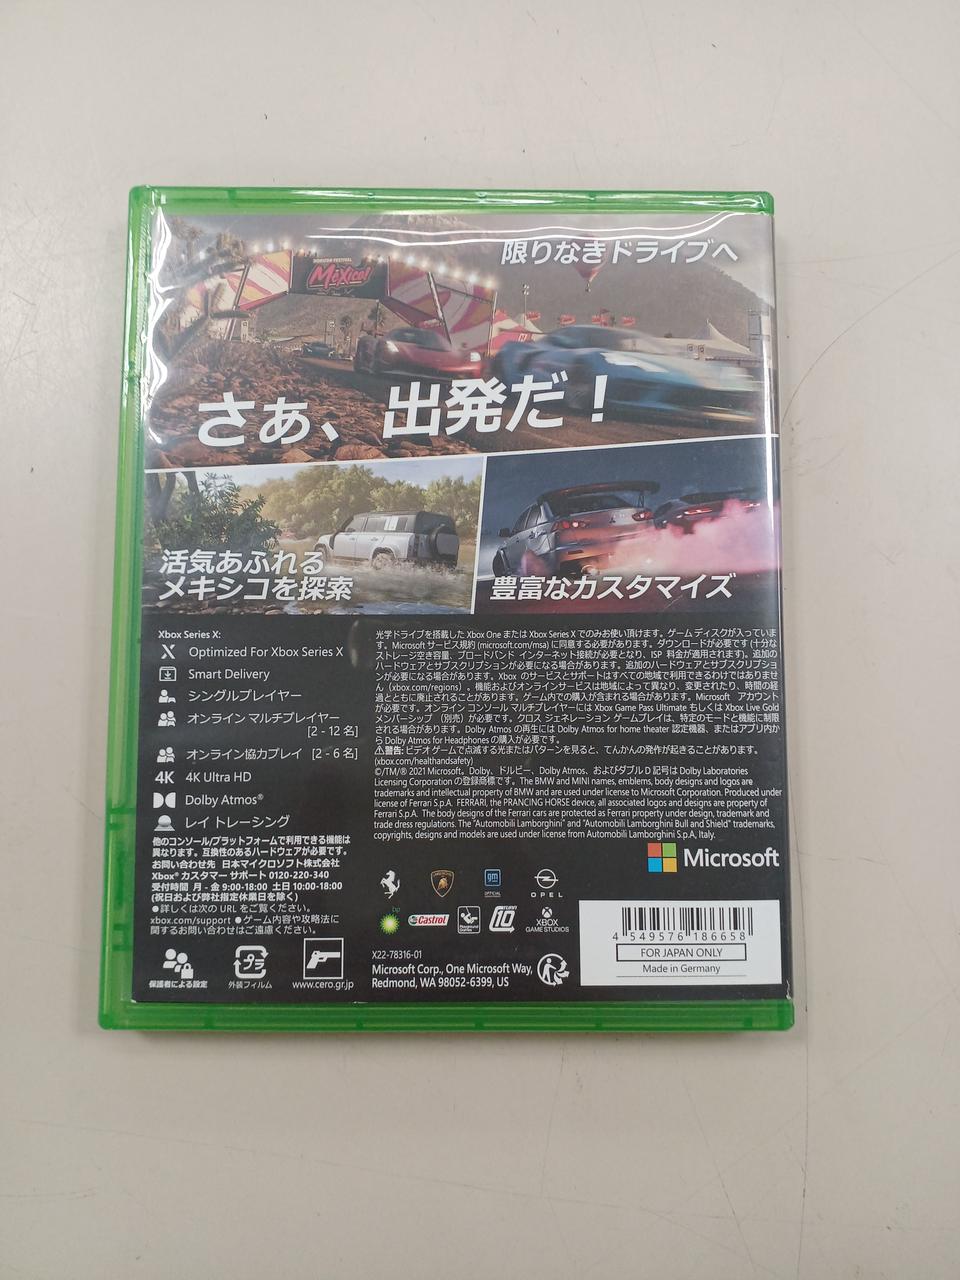 限りなきドライブへ
HORIZON FESTIVAL
México!
さぁ、出発だ！
活気あふれる
メキシコを探索
豊富なカスタマイズ
Xbox Series X:
X Optimized For Xbox Series X
Smart Delivery
シングルプレイヤー
オンライン マルチプレイヤー
[2 - 12 名]
オンライン協力プレイ [2 - 6 名]
4K 4K Ultra HD
Dolby Atmos®
レイ トレーシング
他のコンソール/プラットフォームで利用できる機能は
異なります。互換性のあるハードウェアが必要です。
お問い合わせ先 日本マイクロソフト株式会社
Xbox® カスタマー サポート 0120-220-340
受付時間 月 - 金 9:00-18:00 土日 10:00-18:00
(祝日および弊社指定休業日を除く)
●詳しくは次の URL をご覧ください。
xbox.com/support ●ゲーム内容や攻略法に
関するお問い合わせはご遠慮ください。
保護者による設定
プラ
外装フィルム
www.cero.gr.jp
光学ドライブを搭載した Xbox One または Xbox Series X でのみお使い頂けます。ゲーム ディスクが入っていま
す。Microsoft サービス規約 (microsoft.com/msa) に同意する必要があります。ダウンロードが必要です (十分な
ストレージ空き容量、ブロードバンド インターネット接続が必要となり、ISP 料金が適用されます)。追加の
ハードウェアとサブスクリプションが必要になる場合があります。追加のハードウェアとサブスクリプショ
ンが必要になる場合があります。Xbox のサービスとサポートはすべての地域で利用できるわけではありませ
ん (xbox.com/regions)。機能およびオンラインサービスは地域によって異なり、変更されたり、時間の経
過とともに廃止されることがあります。ゲーム内での購入が含まれる場合があります。Microsoft アカウント
が必要です。オンライン コンソール マルチプレイヤーには Xbox Game Pass Ultimate もしくは Xbox Live Gold
メンバーシップ (別売) が必要です。クロス ジェネレーション ゲームプレイは、特定のモードと機能に制限
される場合があります。Dolby Atmos の再生には Dolby Atmos for home theater 認定機器、またはアプリ内か
ら Dolby Atmos for Headphones の購入が必要です。
⚠警告: ビデオゲームで点滅する光またはパターンを見ると、てんかんの発作が起きることがあります。
(xbox.com/healthandsafety)
©/TM/® 2021 Microsoft。Dolby、ドルビー、Dolby Atmos、およびダブル D 記号は Dolby Laboratories
Licensing Corporation の登録商標です。The BMW and MINI names, emblems, body designs and logos are
trademarks and intellectual property of BMW and are used under license to Microsoft Corporation. Produced under
license of Ferrari S.p.A. FERRARI, the PRANCING HORSE device, all associated logos and designs are property of
Ferrari S.p.A. The body designs of the Ferrari cars are protected as Ferrari property under design, trademark and
trade dress regulations. The "Automobili Lamborghini" and "Automobili Lamborghini Bull and Shield" trademarks,
copyrights, designs and models are used under license from Automobili Lamborghini S.p.A, Italy.
Microsoft
gm
OFFICIAL
OPEL
bp
Castrol
Playground Games
TURN 10
XBOX
GAME STUDIOS
X22-78316-01
Microsoft Corp., One Microsoft Way,
Redmond, WA 98052-6399, US
4 549576 186658
FOR JAPAN ONLY
Made in Germany